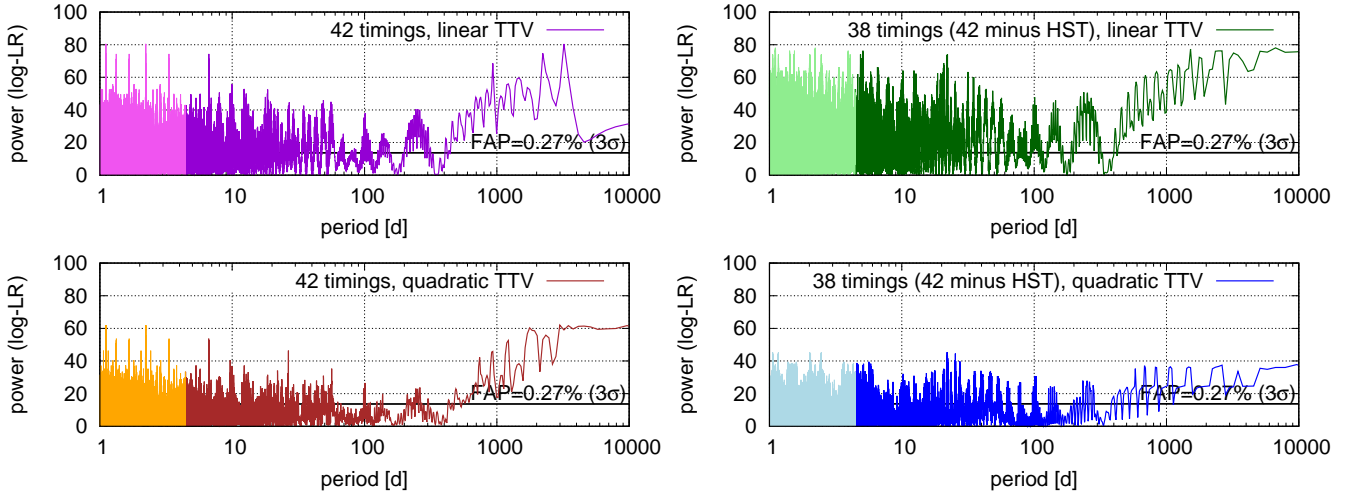 100
80
60
40
20
0
power (log-LR)
42 timings, linear TTV
FAP=0.27% (3σ)
1 10 100 1000 10000
period [d]
100
80
60
40
20
0
power (log-LR)
38 timings (42 minus HST), linear TTV
FAP=0.27% (3σ)
1 10 100 1000 10000
period [d]
100
80
60
40
20
0
power (log-LR)
42 timings, quadratic TTV
FAP=0.27% (3σ)
1 10 100 1000 10000
period [d]
100
80
60
40
20
0
power (log-LR)
38 timings (42 minus HST), quadratic TTV
FAP=0.27% (3σ)
1 10 100 1000 10000
period [d]